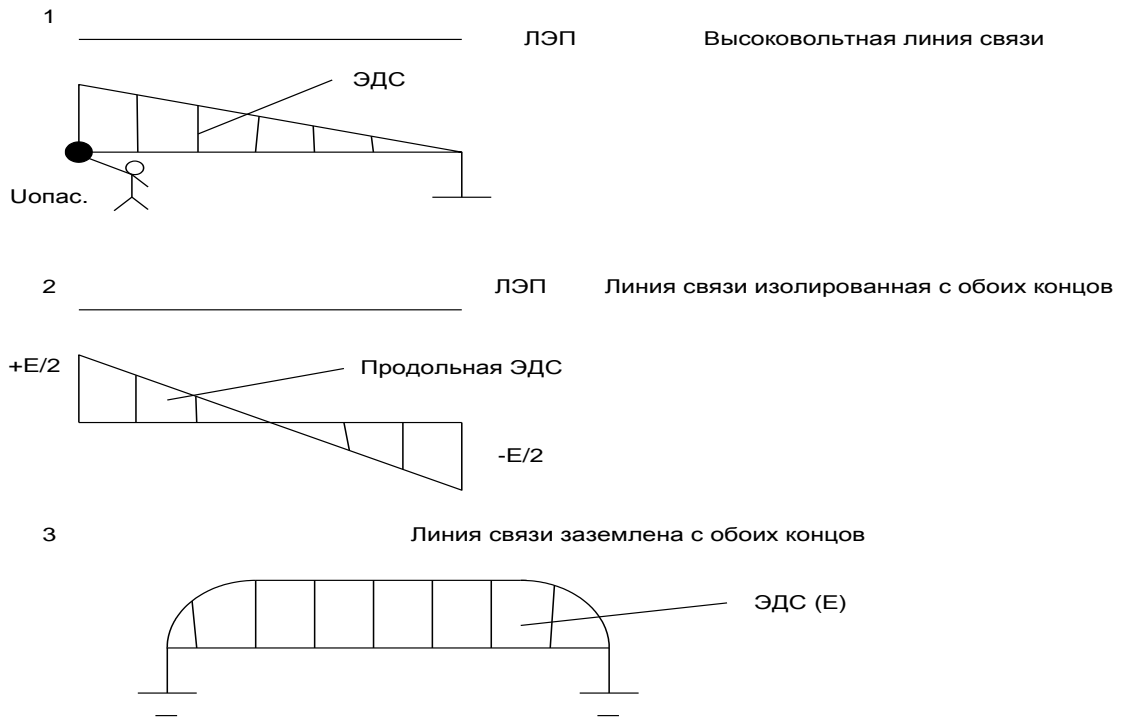 1
ЛЭП Высоковольтная линия связи
ЭДС
Uопас.
2
ЛЭП Линия связи изолированная с обоих концов
+E/2
Продольная ЭДС
-E/2
3
Линия связи заземлена с обоих концов
ЭДС (E)